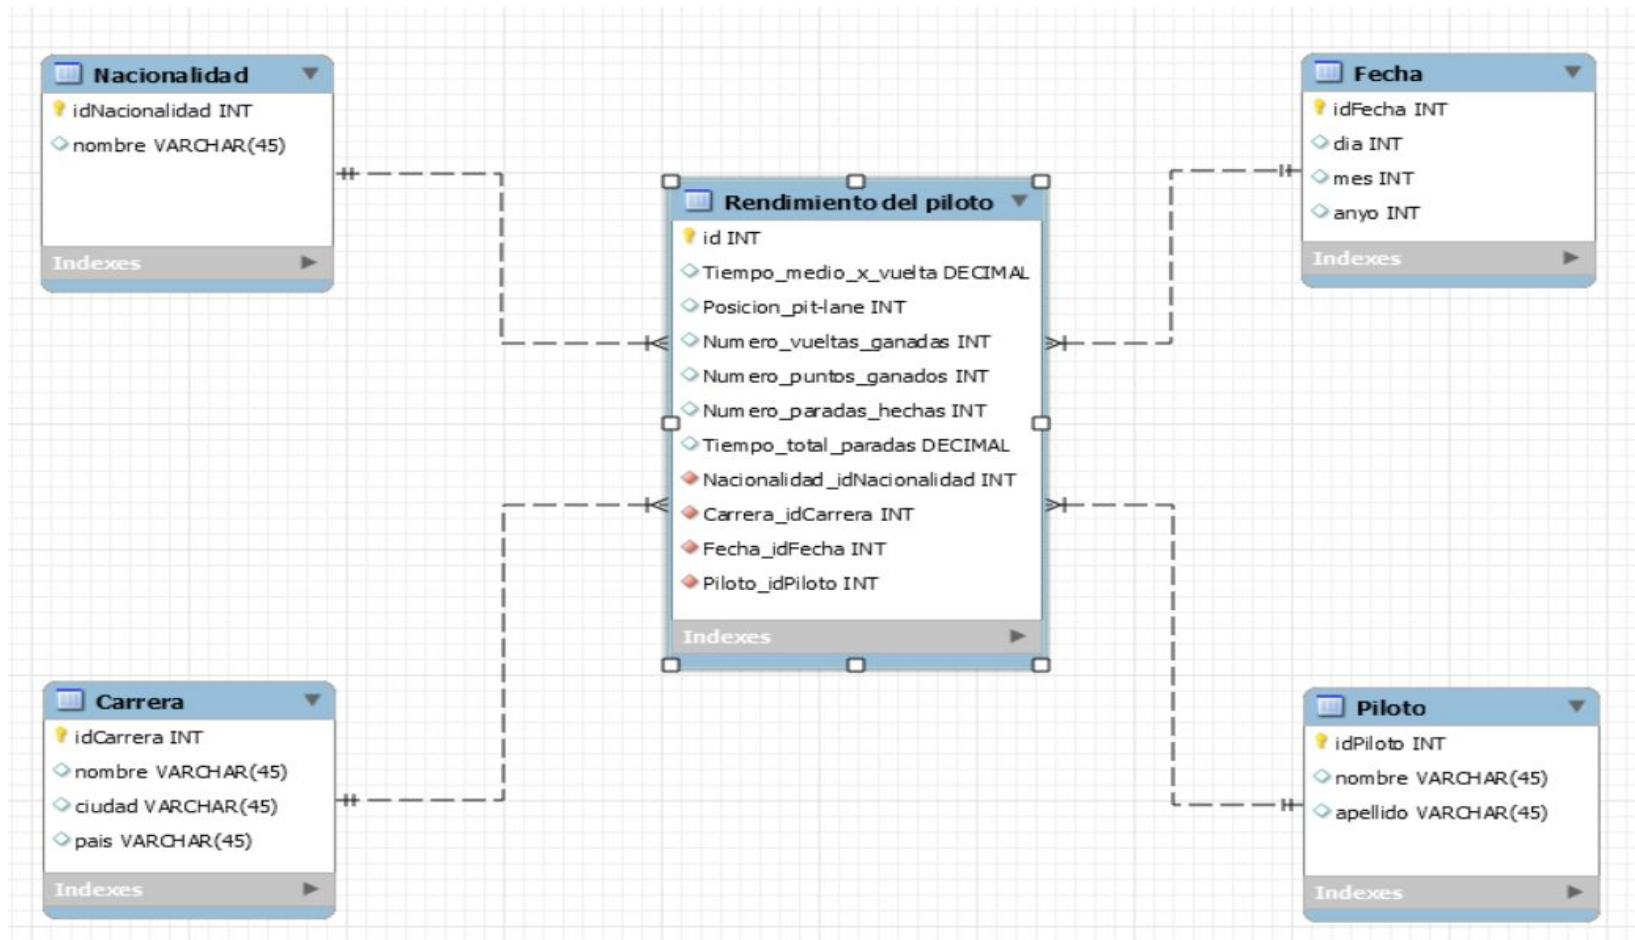 Nacionalidad
idNacionalidad INT
nombre VARCHAR(45)
Indexes
Fecha
idFecha INT
dia INT
mes INT
anyo INT
Indexes
Rendimiento del piloto
id INT
Tiempo_medio_x_vuelta DECIMAL
Posicion_pit-lane INT
Numero_vueltas_ganadas INT
Numero_puntos_ganados INT
Numero_paradas_hechas INT
Tiempo_total_paradas DECIMAL
Nacionalidad_idNacionalidad INT
Carrera_idCarrera INT
Fecha_idFecha INT
Piloto_idPiloto INT
Indexes
Carrera
idCarrera INT
nombre VARCHAR(45)
ciudad VARCHAR(45)
pais VARCHAR(45)
Indexes
Piloto
idPiloto INT
nombre VARCHAR(45)
apellido VARCHAR(45)
Indexes